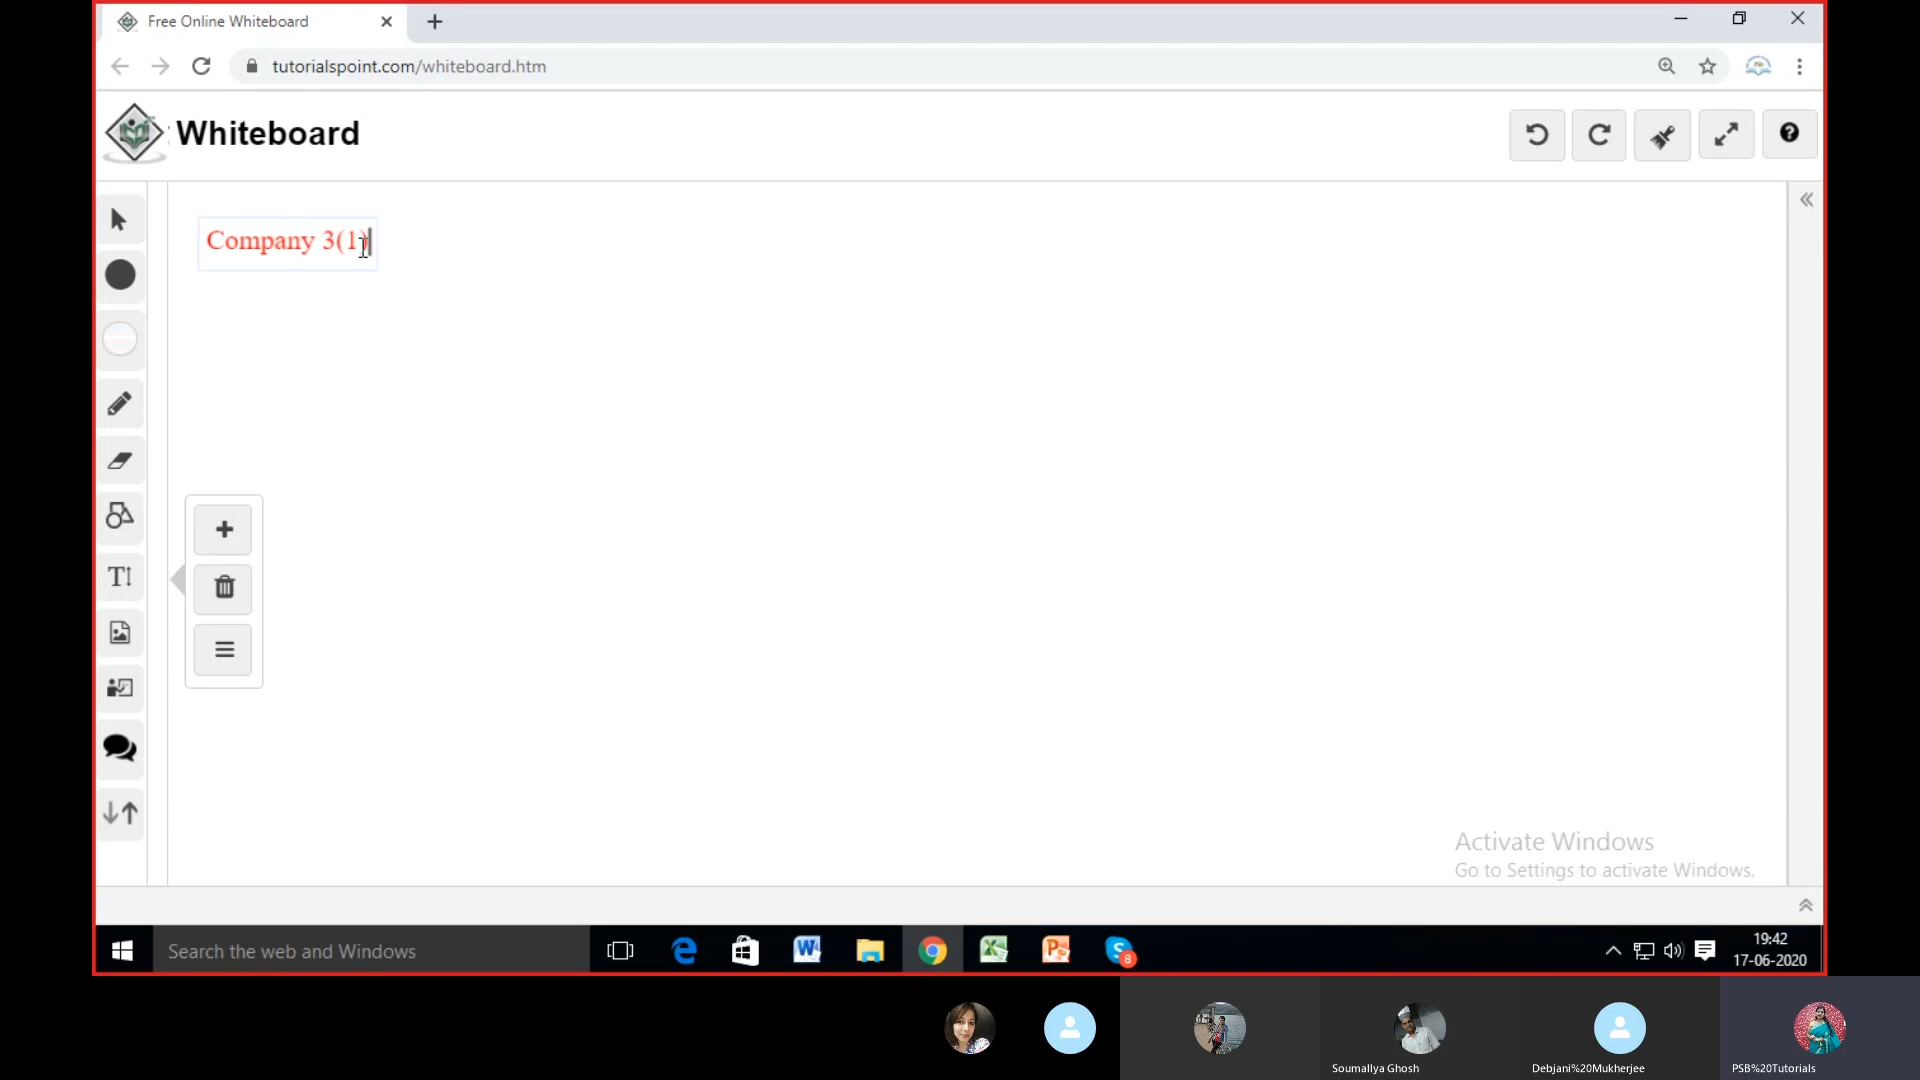 Free Online Whiteboard
tutorialspoint.com/whiteboard.htm
Whiteboard
Company 3(1)
Activate Windows
Go to Settings to activate Windows.
Search the web and Windows
8
19:42
17-06-2020
Soumallya Ghosh
Debjani%20Mukherjee
PSB%20Tutorials